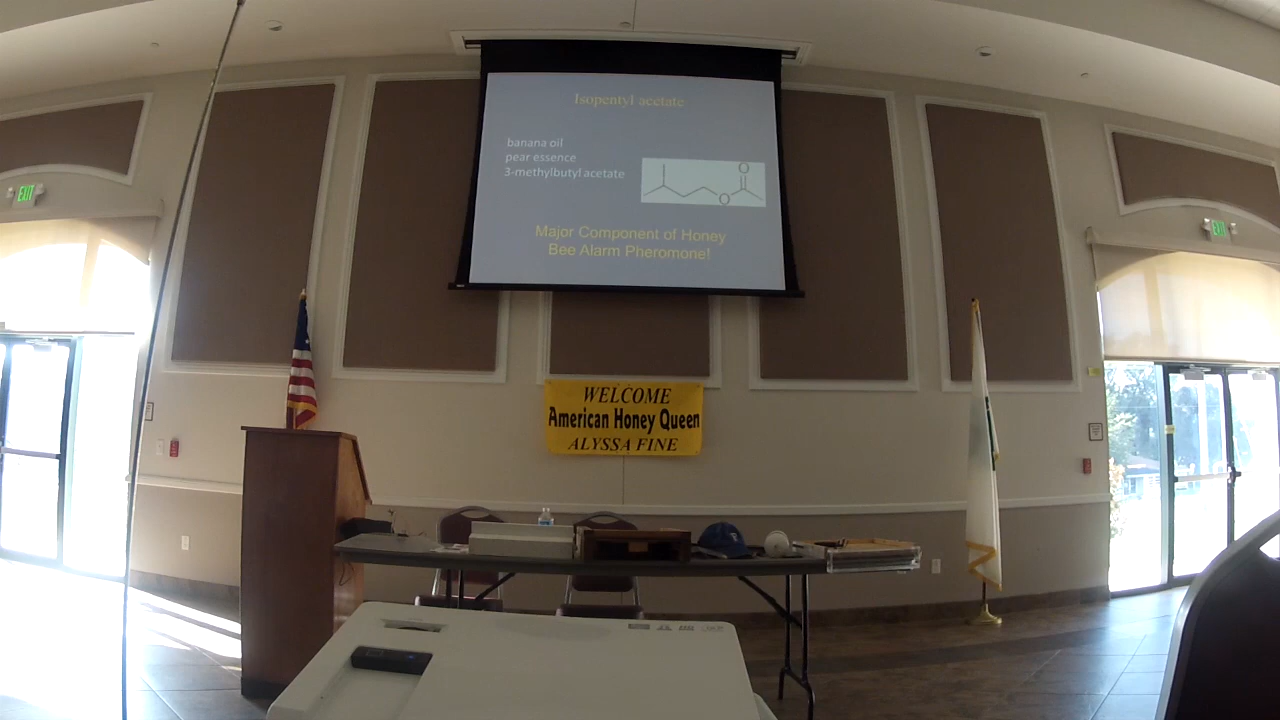 Isopentyl acetate
banana oil
pear essence
3-methylbutyl acetate
O
O
Major Component of Honey
Bee Alarm Pheromone!
EXIT
EXIT
WELCOME
American Honey Queen
ALYSSA FINE